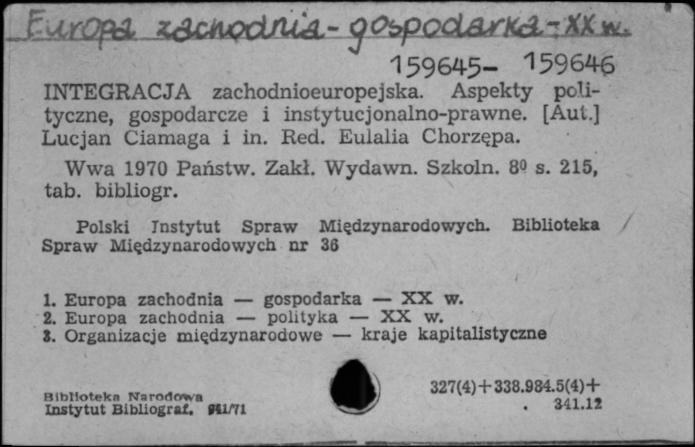 Europa zachodnia - gospodarka - XX w.
159645- 159646
INTEGRACJA zachodnioeuropejska. Aspekty poli-
tyczne, gospodarcze i instytucjonalno-prawne. [Aut.]
Lucjan Ciamaga i in. Red. Eulalia Chorzępa.
Wwa 1970 Państw. Zakł. Wydawn. Szkoln. 8º s. 215,
tab. bibliogr.
Polski Instytut Spraw Międzynarodowych. Biblioteka
Spraw Międzynarodowych nr 36
1. Europa zachodnia — gospodarka — XX w.
2. Europa zachodnia — polityka — XX w.
3. Organizacje międzynarodowe — kraje kapitalistyczne
327(4)+338.984.5(4)+
341.12
Biblioteka Narodowa
Instytut Bibliograf.